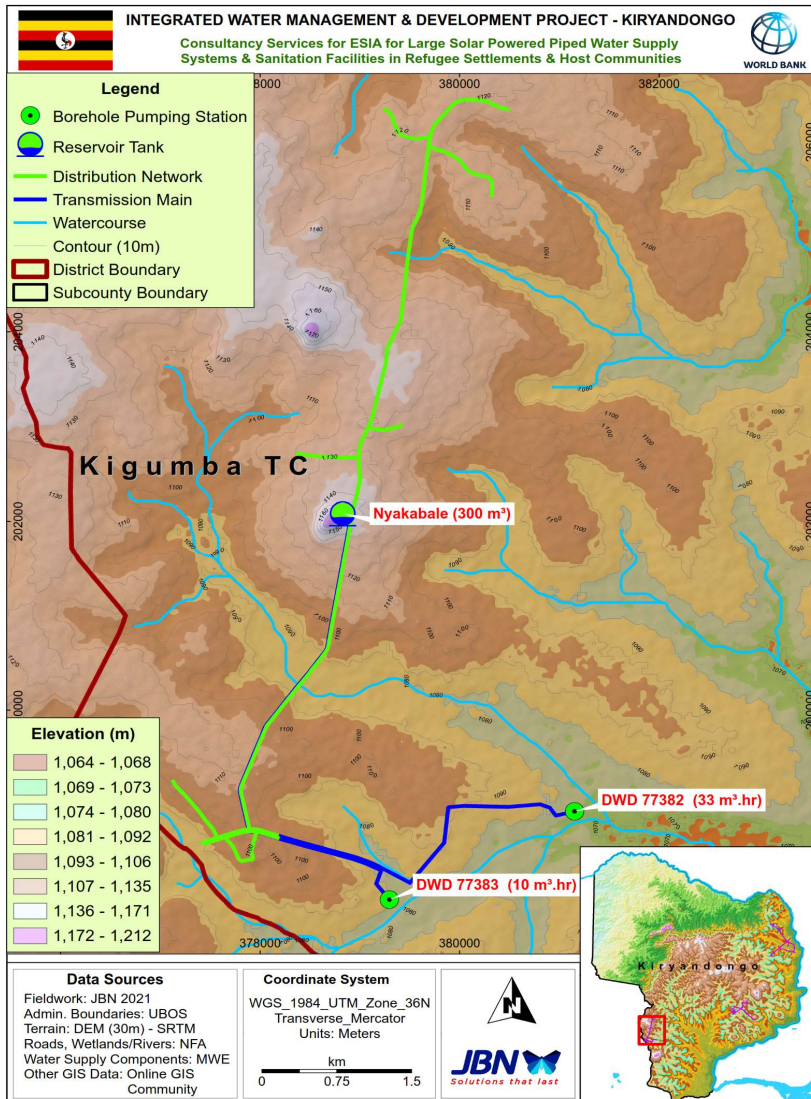 INTEGRATED WATER MANAGEMENT & DEVELOPMENT PROJECT - KIRYANDONGO
Consultancy Services for ESIA for Large Solar Powered Piped Water Supply
Systems & Sanitation Facilities in Refugee Settlements & Host Communities
WORLD BANK
380000
382000
Legend
Borehole Pumping Station
Reservoir Tank
Distribution Network
Transmission Main
Watercourse
Contour (10m)
District Boundary
Subcounty Boundary
206000
204000
204000
Kigumba TC
Nyakabale (300 m³)
202000
202000
200000
Elevation (m)
1,064 - 1,068
1,069 - 1,073
1,074 - 1,080
1,081 - 1,092
1,093 - 1,106
1,107 - 1,135
1,136 - 1,171
1,172 - 1,212
DWD 77382 (33 m³.hr)
DWD 77383 (10 m³.hr)
378000
380000
Kiryandongo
Data Sources
Fieldwork: JBN 2021
Admin. Boundaries: UBOS
Terrain: DEM (30m) - SRTM
Roads, Wetlands/Rivers: NFA
Water Supply Components: MWE
Other GIS Data: Online GIS
Community
Coordinate System
WGS_1984_UTM_Zone_36N
Transverse_Mercator
Units: Meters
km
0 0.75 1.5
N
JBN
Solutions that last